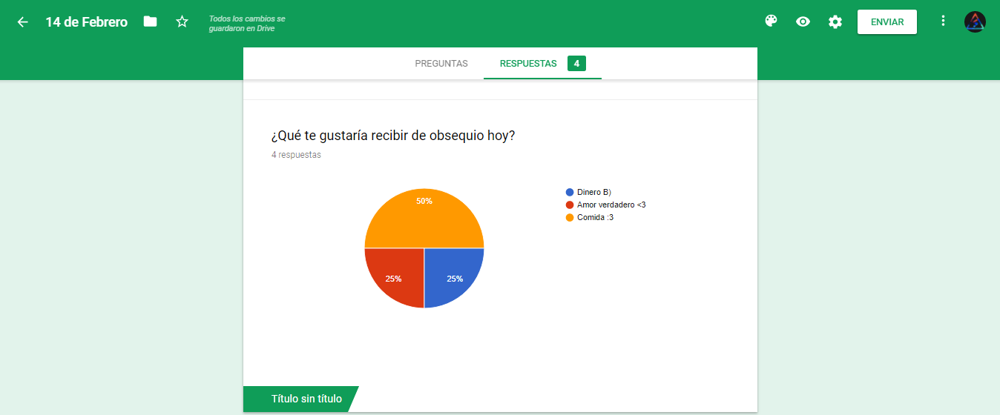 14 de Febrero
Todos los cambios se
guardaron en Drive
ENVIAR
PREGUNTAS
RESPUESTAS 4
¿Qué te gustaría recibir de obsequio hoy?
4 respuestas
50%
25%
25%
Dinero B)
Amor verdadero <3
Comida :3
Título sin título